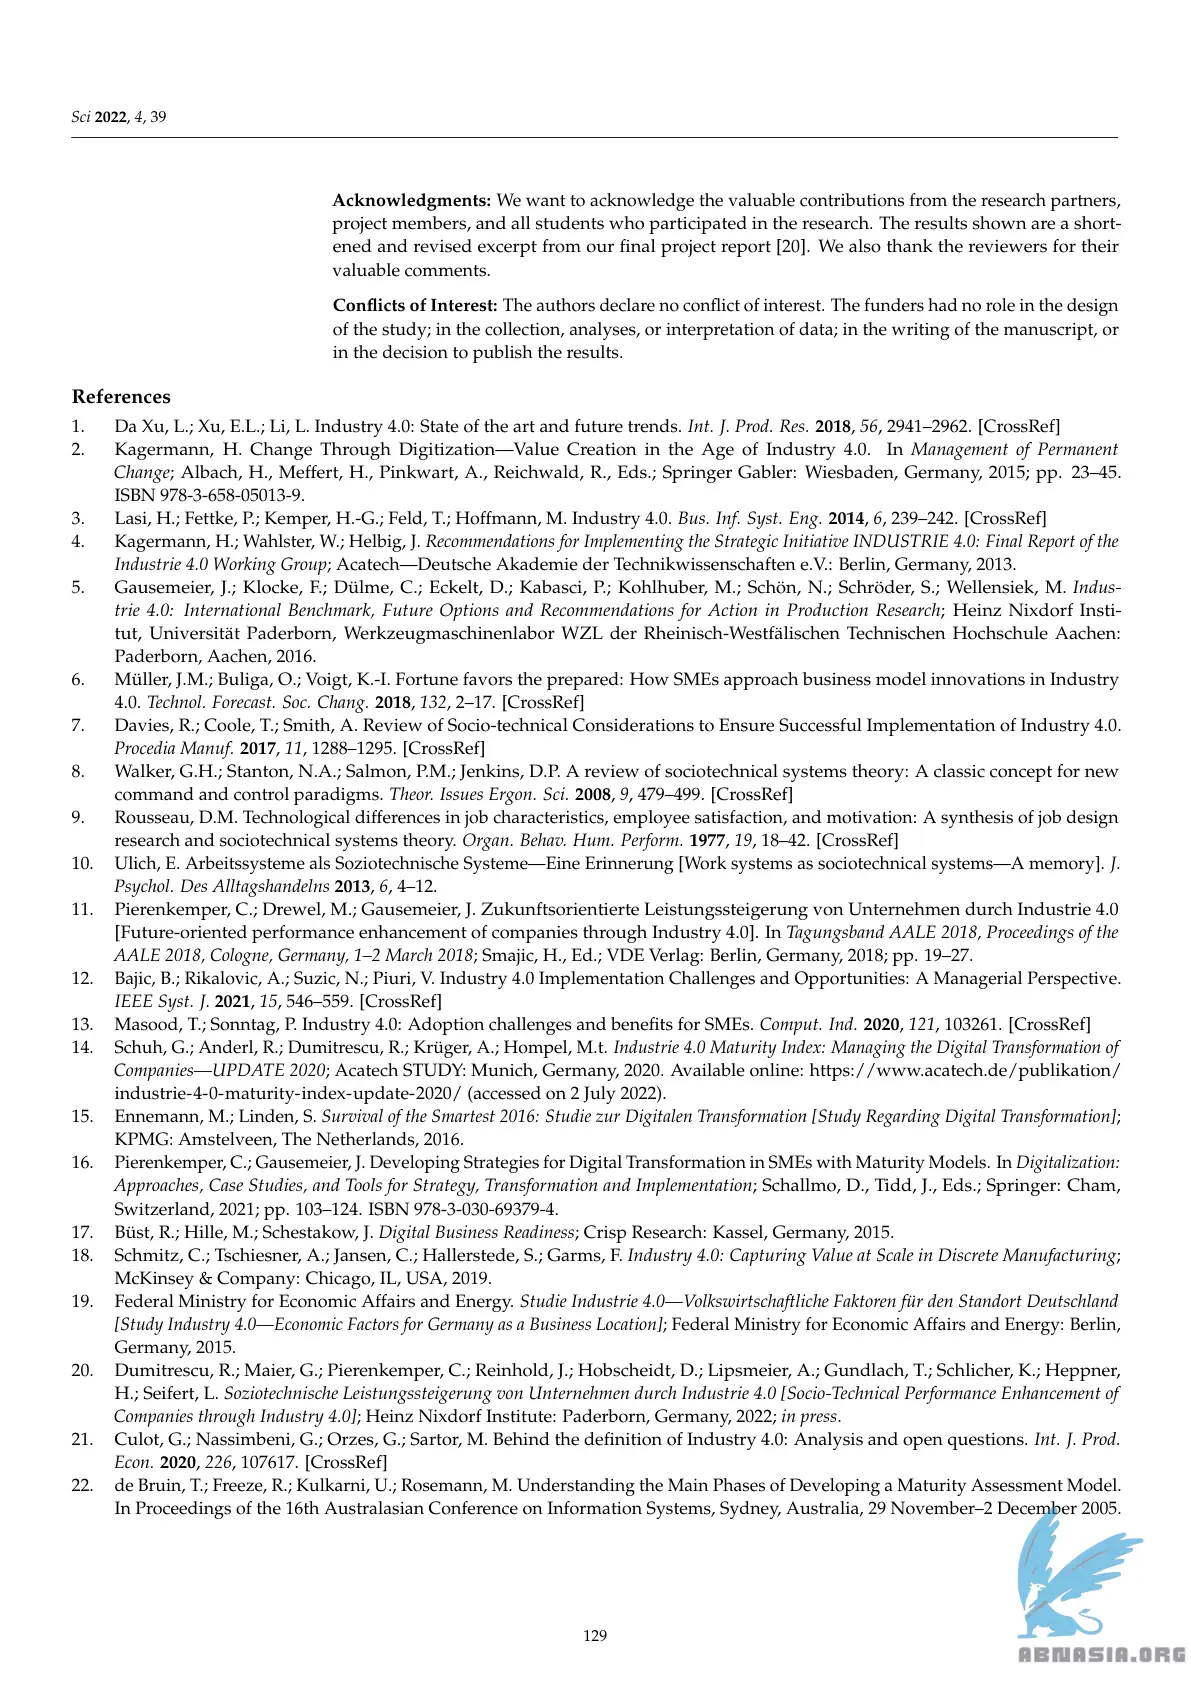 Sci 2022, 4, 39
Acknowledgments: We want to acknowledge the valuable contributions from the research partners,
project members, and all students who participated in the research. The results shown are a short-
ened and revised excerpt from our final project report [20]. We also thank the reviewers for their
valuable comments.
Conflicts of Interest: The authors declare no conflict of interest. The funders had no role in the design
of the study; in the collection, analyses, or interpretation of data; in the writing of the manuscript, or
in the decision to publish the results.
References
1. Da Xu, L.; Xu, E.L.; Li, L. Industry 4.0: State of the art and future trends. Int. J. Prod. Res. 2018, 56, 2941–2962. [CrossRef]
2. Kagermann, H. Change Through Digitization—Value Creation in the Age of Industry 4.0. In Management of Permanent
Change; Albach, H., Meffert, H., Pinkwart, A., Reichwald, R., Eds.; Springer Gabler: Wiesbaden, Germany, 2015; pp. 23–45.
ISBN 978-3-658-05013-9.
3. Lasi, H.; Fettke, P.; Kemper, H.-G.; Feld, T.; Hoffmann, M. Industry 4.0. Bus. Inf. Syst. Eng. 2014, 6, 239–242. [CrossRef]
4. Kagermann, H.; Wahlster, W.; Helbig, J. Recommendations for Implementing the Strategic Initiative INDUSTRIE 4.0: Final Report of the
Industrie 4.0 Working Group; Acatech—Deutsche Akademie der Technikwissenschaften e.V.: Berlin, Germany, 2013.
5. Gausemeier, J.; Klocke, F.; Dülme, C.; Eckelt, D.; Kabasci, P.; Kohlhuber, M.; Schön, N.; Schröder, S.; Wellensiek, M. Indus-
trie 4.0: International Benchmark, Future Options and Recommendations for Action in Production Research; Heinz Nixdorf Insti-
tut, Universität Paderborn, Werkzeugmaschinenlabor WZL der Rheinisch-Westfälischen Technischen Hochschule Aachen:
Paderborn, Aachen, 2016.
6. Müller, J.M.; Buliga, O.; Voigt, K.-I. Fortune favors the prepared: How SMEs approach business model innovations in Industry
4.0. Technol. Forecast. Soc. Chang. 2018, 132, 2–17. [CrossRef]
7. Davies, R.; Coole, T.; Smith, A. Review of Socio-technical Considerations to Ensure Successful Implementation of Industry 4.0.
Procedia Manuf. 2017, 11, 1288–1295. [CrossRef]
8. Walker, G.H.; Stanton, N.A.; Salmon, P.M.; Jenkins, D.P. A review of sociotechnical systems theory: A classic concept for new
command and control paradigms. Theor. Issues Ergon. Sci. 2008, 9, 479–499. [CrossRef]
9. Rousseau, D.M. Technological differences in job characteristics, employee satisfaction, and motivation: A synthesis of job design
research and sociotechnical systems theory. Organ. Behav. Hum. Perform. 1977, 19, 18–42. [CrossRef]
10. Ulich, E. Arbeitssysteme als Soziotechnische Systeme—Eine Erinnerung [Work systems as sociotechnical systems—A memory]. J.
Psychol. Des Alltagshandelns 2013, 6, 4–12.
11. Pierenkemper, C.; Drewel, M.; Gausemeier, J. Zukunftsorientierte Leistungssteigerung von Unternehmen durch Industrie 4.0
[Future-oriented performance enhancement of companies through Industry 4.0]. In Tagungsband AALE 2018, Proceedings of the
AALE 2018, Cologne, Germany, 1–2 March 2018; Smajic, H., Ed.; VDE Verlag: Berlin, Germany, 2018; pp. 19–27.
12. Bajic, B.; Rikalovic, A.; Suzic, N.; Piuri, V. Industry 4.0 Implementation Challenges and Opportunities: A Managerial Perspective.
IEEE Syst. J. 2021, 15, 546–559. [CrossRef]
13. Masood, T.; Sonntag, P. Industry 4.0: Adoption challenges and benefits for SMEs. Comput. Ind. 2020, 121, 103261. [CrossRef]
14. Schuh, G.; Anderl, R.; Dumitrescu, R.; Krüger, A.; Hompel, M.t. Industrie 4.0 Maturity Index: Managing the Digital Transformation of
Companies—UPDATE 2020; Acatech STUDY: Munich, Germany, 2020. Available online: https://www.acatech.de/publikation/
industrie-4-0-maturity-index-update-2020/ (accessed on 2 July 2022).
15. Ennemann, M.; Linden, S. Survival of the Smartest 2016: Studie zur Digitalen Transformation [Study Regarding Digital Transformation];
KPMG: Amstelveen, The Netherlands, 2016.
16. Pierenkemper, C.; Gausemeier, J. Developing Strategies for Digital Transformation in SMEs with Maturity Models. In Digitalization:
Approaches, Case Studies, and Tools for Strategy, Transformation and Implementation; Schallmo, D., Tidd, J., Eds.; Springer: Cham,
Switzerland, 2021; pp. 103–124. ISBN 978-3-030-69379-4.
17. Büst, R.; Hille, M.; Schestakow, J. Digital Business Readiness; Crisp Research: Kassel, Germany, 2015.
18. Schmitz, C.; Tschiesner, A.; Jansen, C.; Hallerstede, S.; Garms, F. Industry 4.0: Capturing Value at Scale in Discrete Manufacturing;
McKinsey & Company: Chicago, IL, USA, 2019.
19. Federal Ministry for Economic Affairs and Energy. Studie Industrie 4.0—Volkswirtschaftliche Faktoren für den Standort Deutschland
[Study Industry 4.0—Economic Factors for Germany as a Business Location]; Federal Ministry for Economic Affairs and Energy: Berlin,
Germany, 2015.
20. Dumitrescu, R.; Maier, G.; Pierenkemper, C.; Reinhold, J.; Hobscheidt, D.; Lipsmeier, A.; Gundlach, T.; Schlicher, K.; Heppner,
H.; Seifert, L. Soziotechnische Leistungssteigerung von Unternehmen durch Industrie 4.0 [Socio-Technical Performance Enhancement of
Companies through Industry 4.0]; Heinz Nixdorf Institute: Paderborn, Germany, 2022; in press.
21. Culot, G.; Nassimbeni, G.; Orzes, G.; Sartor, M. Behind the definition of Industry 4.0: Analysis and open questions. Int. J. Prod.
Econ. 2020, 226, 107617. [CrossRef]
22. de Bruin, T.; Freeze, R.; Kulkarni, U.; Rosemann, M. Understanding the Main Phases of Developing a Maturity Assessment Model.
In Proceedings of the 16th Australasian Conference on Information Systems, Sydney, Australia, 29 November–2 December 2005.
129
ABNASIA.ORG